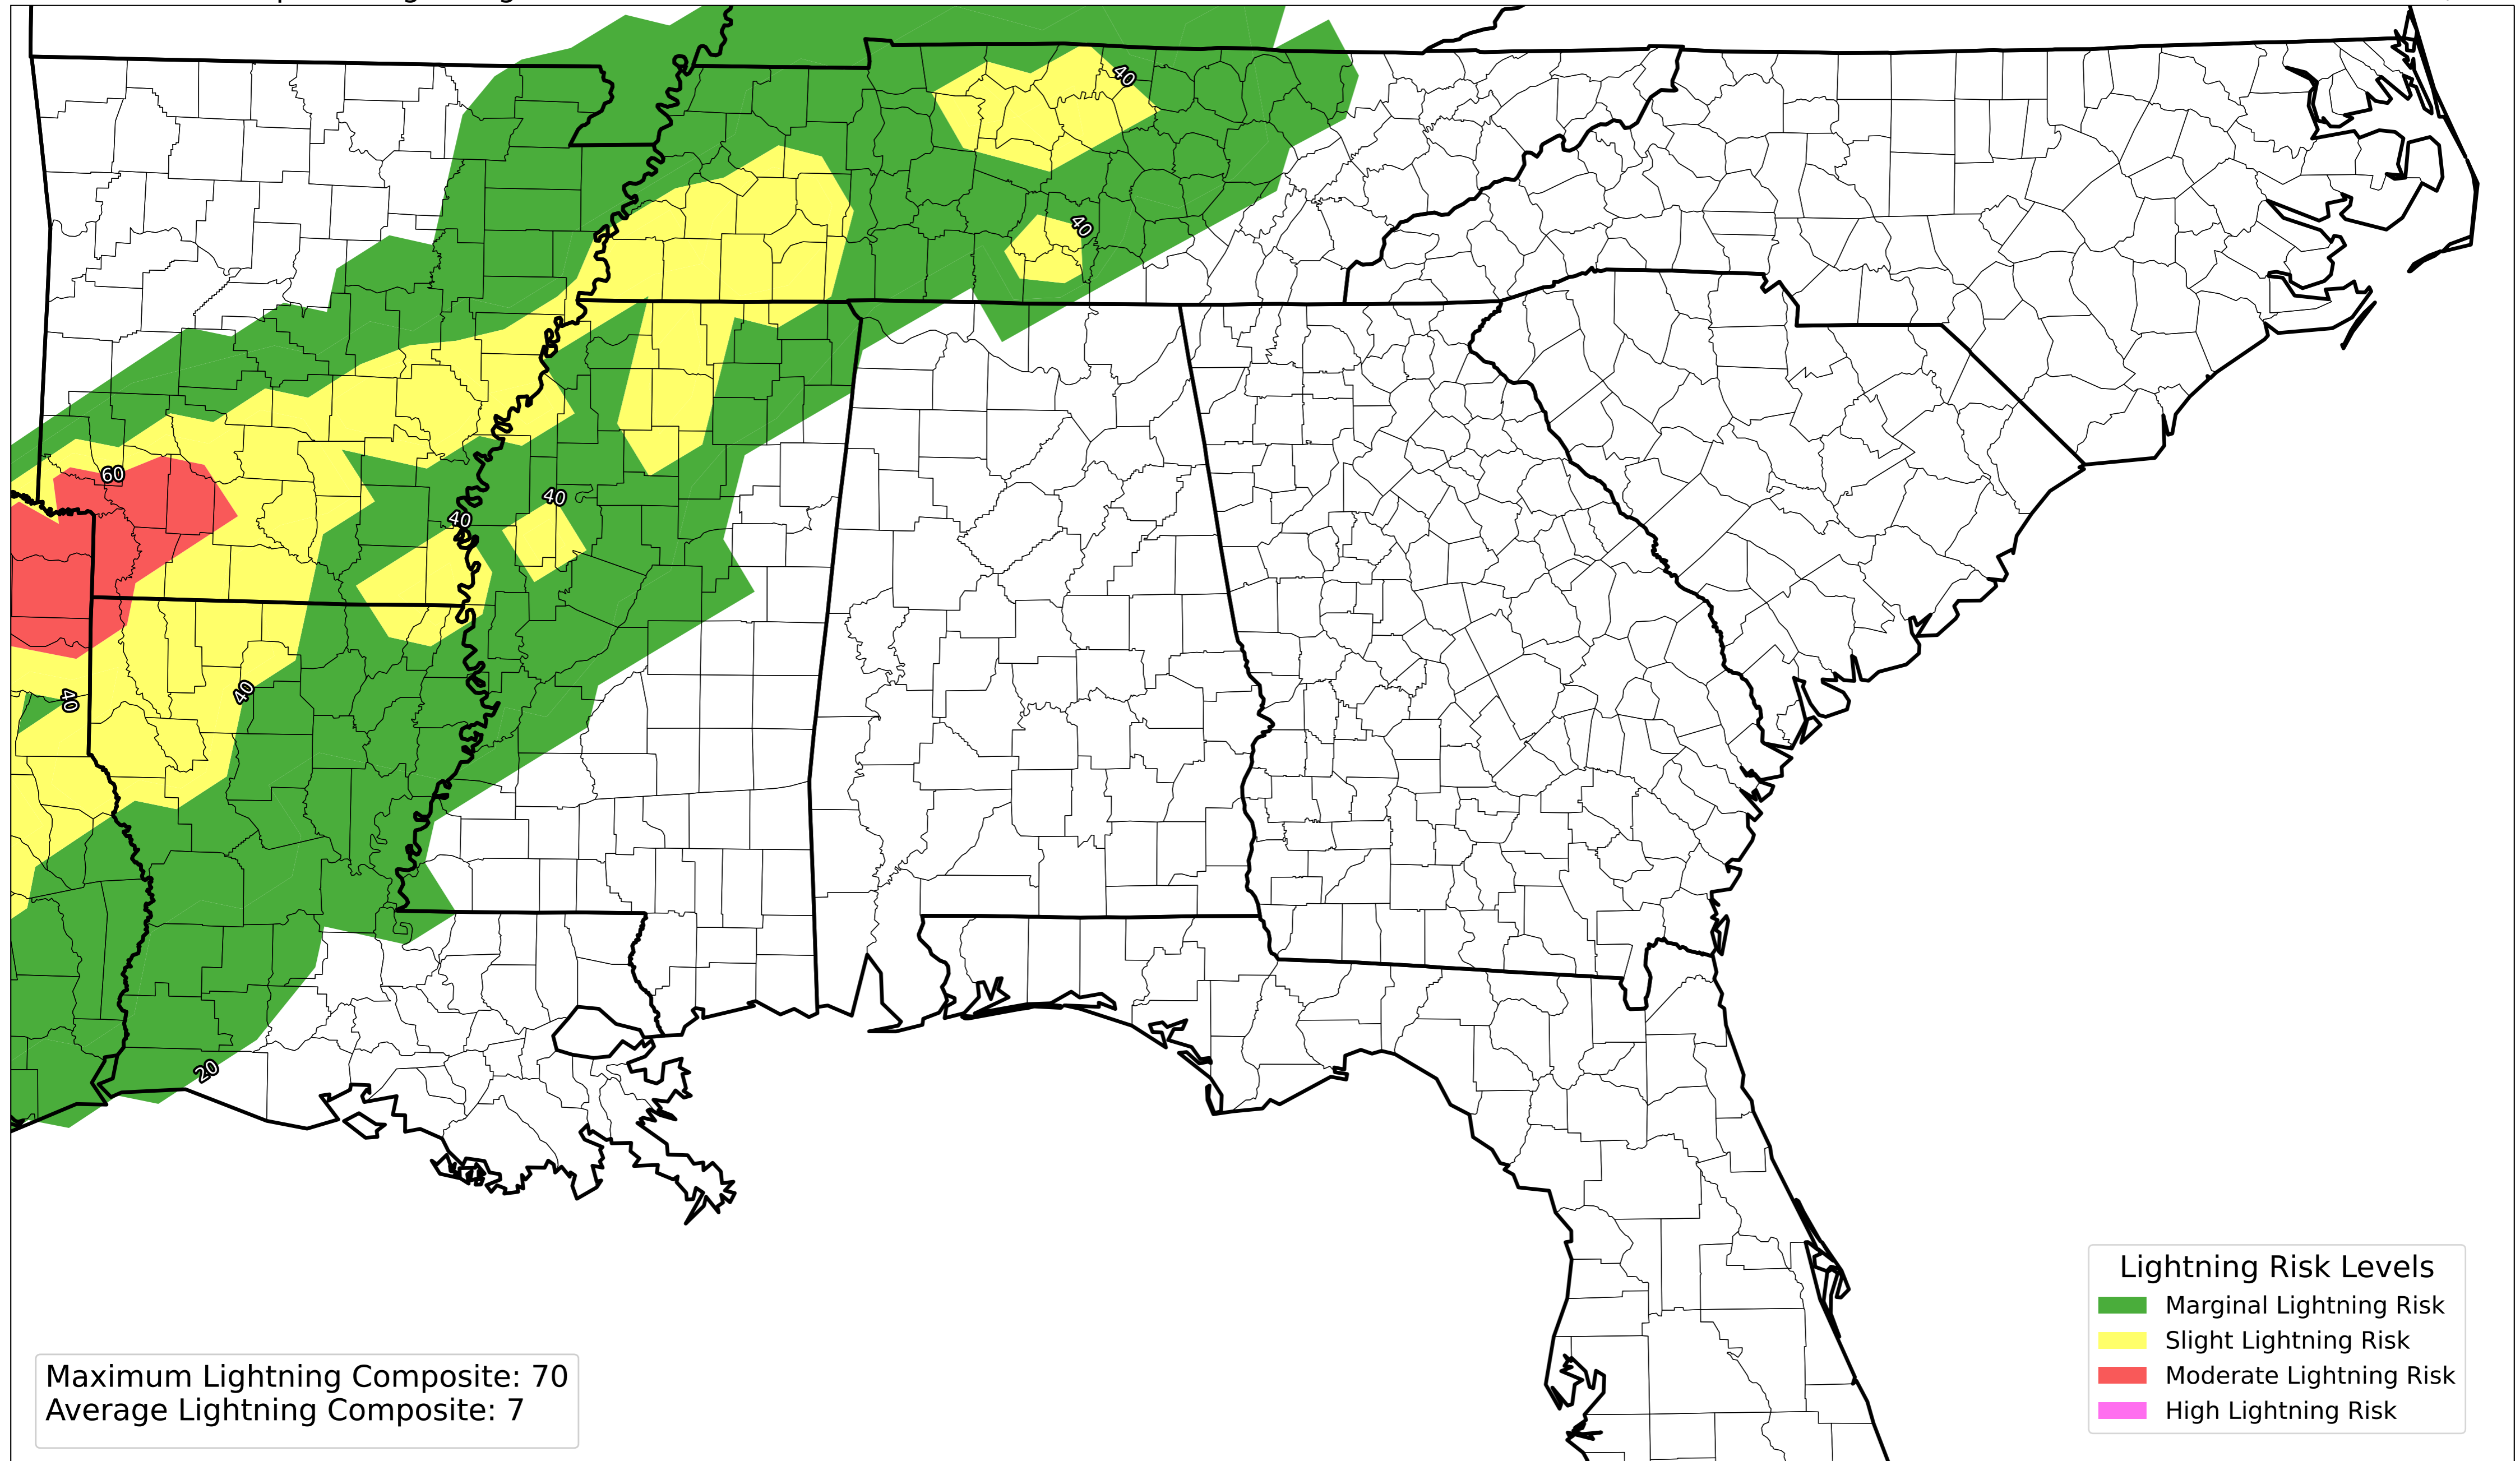 40
40
60
40
40
40
40
20
Lightning Risk Levels
Marginal Lightning Risk
Slight Lightning Risk
Moderate Lightning Risk
High Lightning Risk
Maximum Lightning Composite: 70
Average Lightning Composite: 7